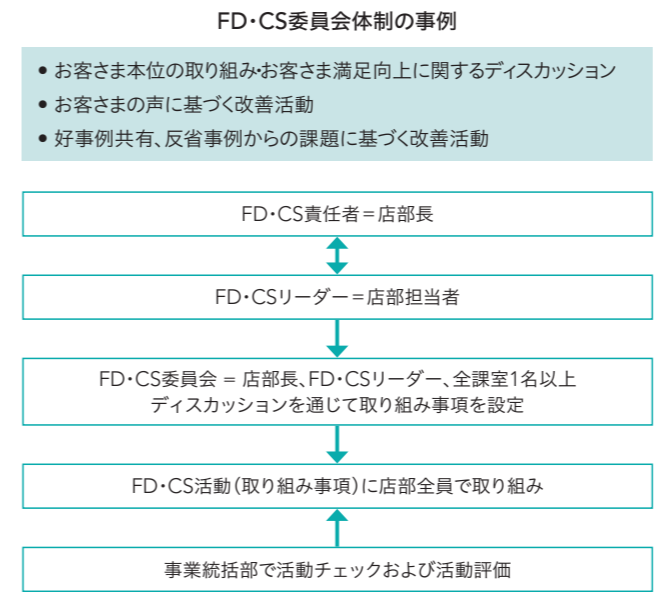 FD・CS委員会体制の事例
● お客さま本位の取り組み・お客さま満足向上に関するディスカッション
● お客さまの声に基づく改善活動
● 好事例共有、反省事例からの課題に基づく改善活動
FD・CS責任者＝店部長
FD・CSリーダー＝店部担当者
FD・CS委員会 = 店部長、FD・CSリーダー、全課室1名以上
ディスカッションを通じて取り組み事項を設定
FD・CS活動（取り組み事項）に店部全員で取り組み
事業統括部で活動チェックおよび活動評価